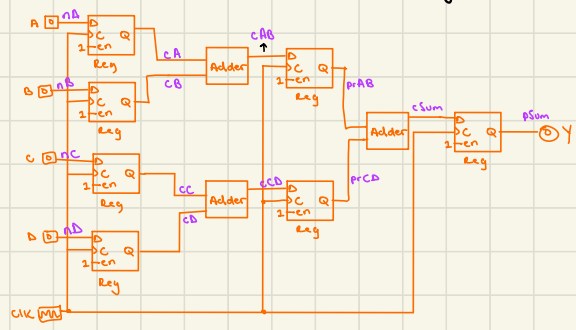 A nA D C Q 1 en Reg
cA
cAB
Adder
D C Q 1 en Reg
prAB
B nB D C Q 1 en Reg
cB
Adder
cSum
D C Q 1 en Reg
pSum
Y
C nC D C Q 1 en Reg
cC
cCD
Adder
D C Q 1 en Reg
prCD
D nD D C Q 1 en Reg
cD
Clk